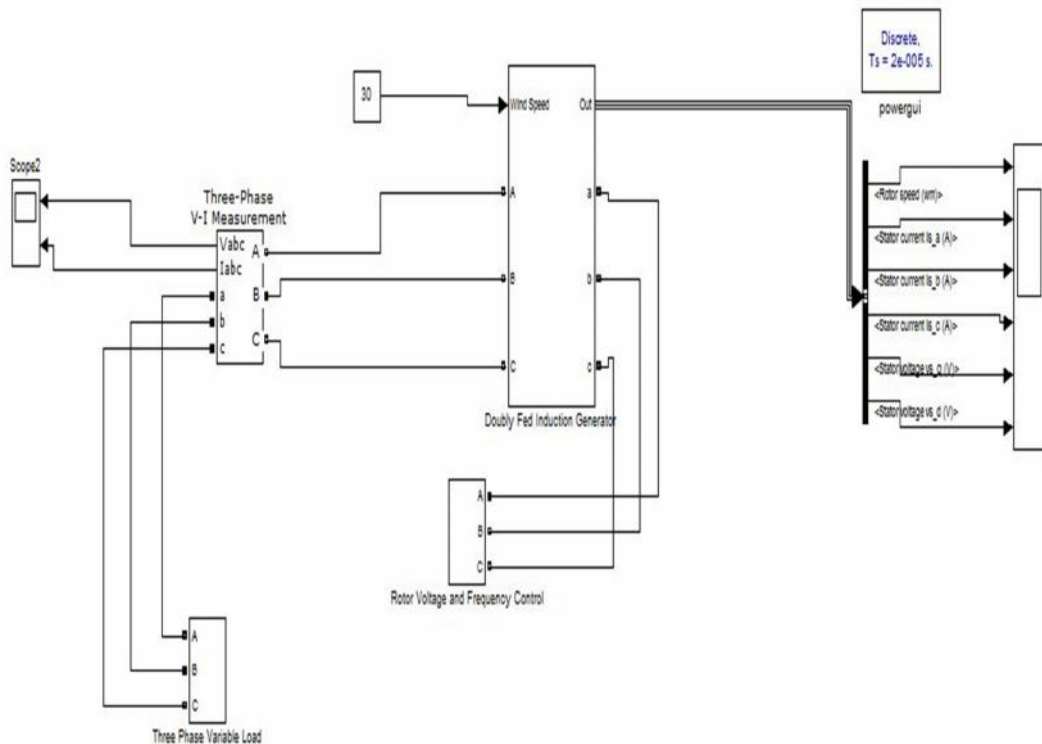 Discrete,
Ts = 2e-005 s.
powergui
30
Wind Speed
Out
A
B
C
a
b
c
Doubly Fed Induction Generator
Scope2
Three-Phase
V-I Measurement
Vabc
Iabc
a
b
c
A
B
C
<Rotor speed (wm)>
<Stator current is_a (A)>
<Stator current is_b (A)>
<Stator current is_c (A)>
<Stator voltage vs_q (V)>
<Stator voltage vs_d (V)>
A
B
C
Rotor Voltage and Frequency Control
A
B
C
Three Phase Variable Load